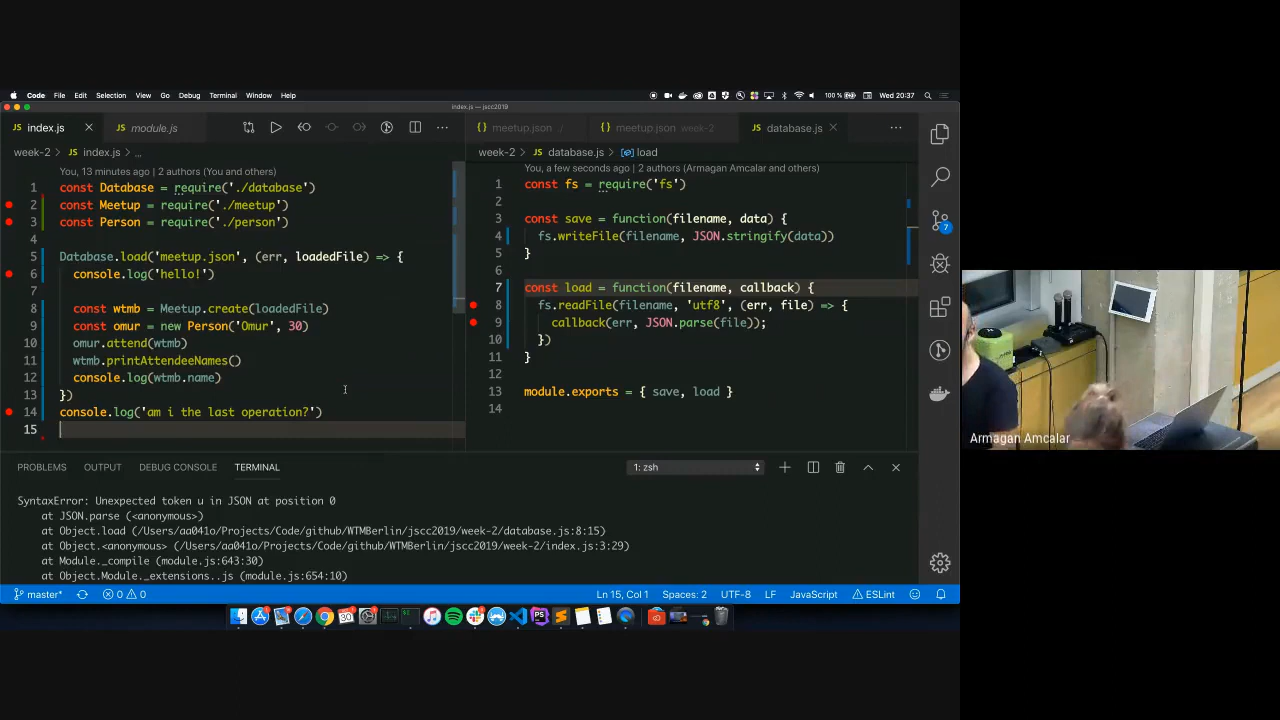 Code File Edit Selection View Go Debug Terminal Window Help 100 % Wed 20:37
index.js — jscc2019
index.js module.js
week-2 > index.js > ...
You, 13 minutes ago | 2 authors (You and others)
1 const Database = require('./database')
2 const Meetup = require('./meetup')
3 const Person = require('./person')
4
5 Database.load('meetup.json', (err, loadedFile) => {
6 console.log('hello!')
7
8 const wtmb = Meetup.create(loadedFile)
9 const omur = new Person('Omur', 30)
10 omur.attend(wtmb)
11 wtmb.printAttendeeNames()
12 console.log(wtmb.name)
13 })
14 console.log('am i the last operation?')
15
meetup.json / meetup.json week-2 database.js
week-2 > database.js > load
You, a few seconds ago | 2 authors (Armagan Amcalar and others)
1 const fs = require('fs')
2
3 const save = function(filename, data) {
4 fs.writeFile(filename, JSON.stringify(data))
5 }
6
7 const load = function(filename, callback) {
8 fs.readFile(filename, 'utf8', (err, file) => {
9 callback(err, JSON.parse(file));
10 })
11 }
12
13 module.exports = { save, load }
14
7
PROBLEMS OUTPUT DEBUG CONSOLE TERMINAL 1: zsh
SyntaxError: Unexpected token u in JSON at position 0
at JSON.parse (<anonymous>)
at Object.load (/Users/aa041o/Projects/Code/github/WTMBerlin/jscc2019/week-2/database.js:8:15)
at Object.<anonymous> (/Users/aa041o/Projects/Code/github/WTMBerlin/jscc2019/week-2/index.js:3:29)
at Module._compile (module.js:643:30)
at Object.Module._extensions..js (module.js:654:10)
master* 0 0 Ln 15, Col 1 Spaces: 2 UTF-8 LF JavaScript ESLint
Armagan Amcalar